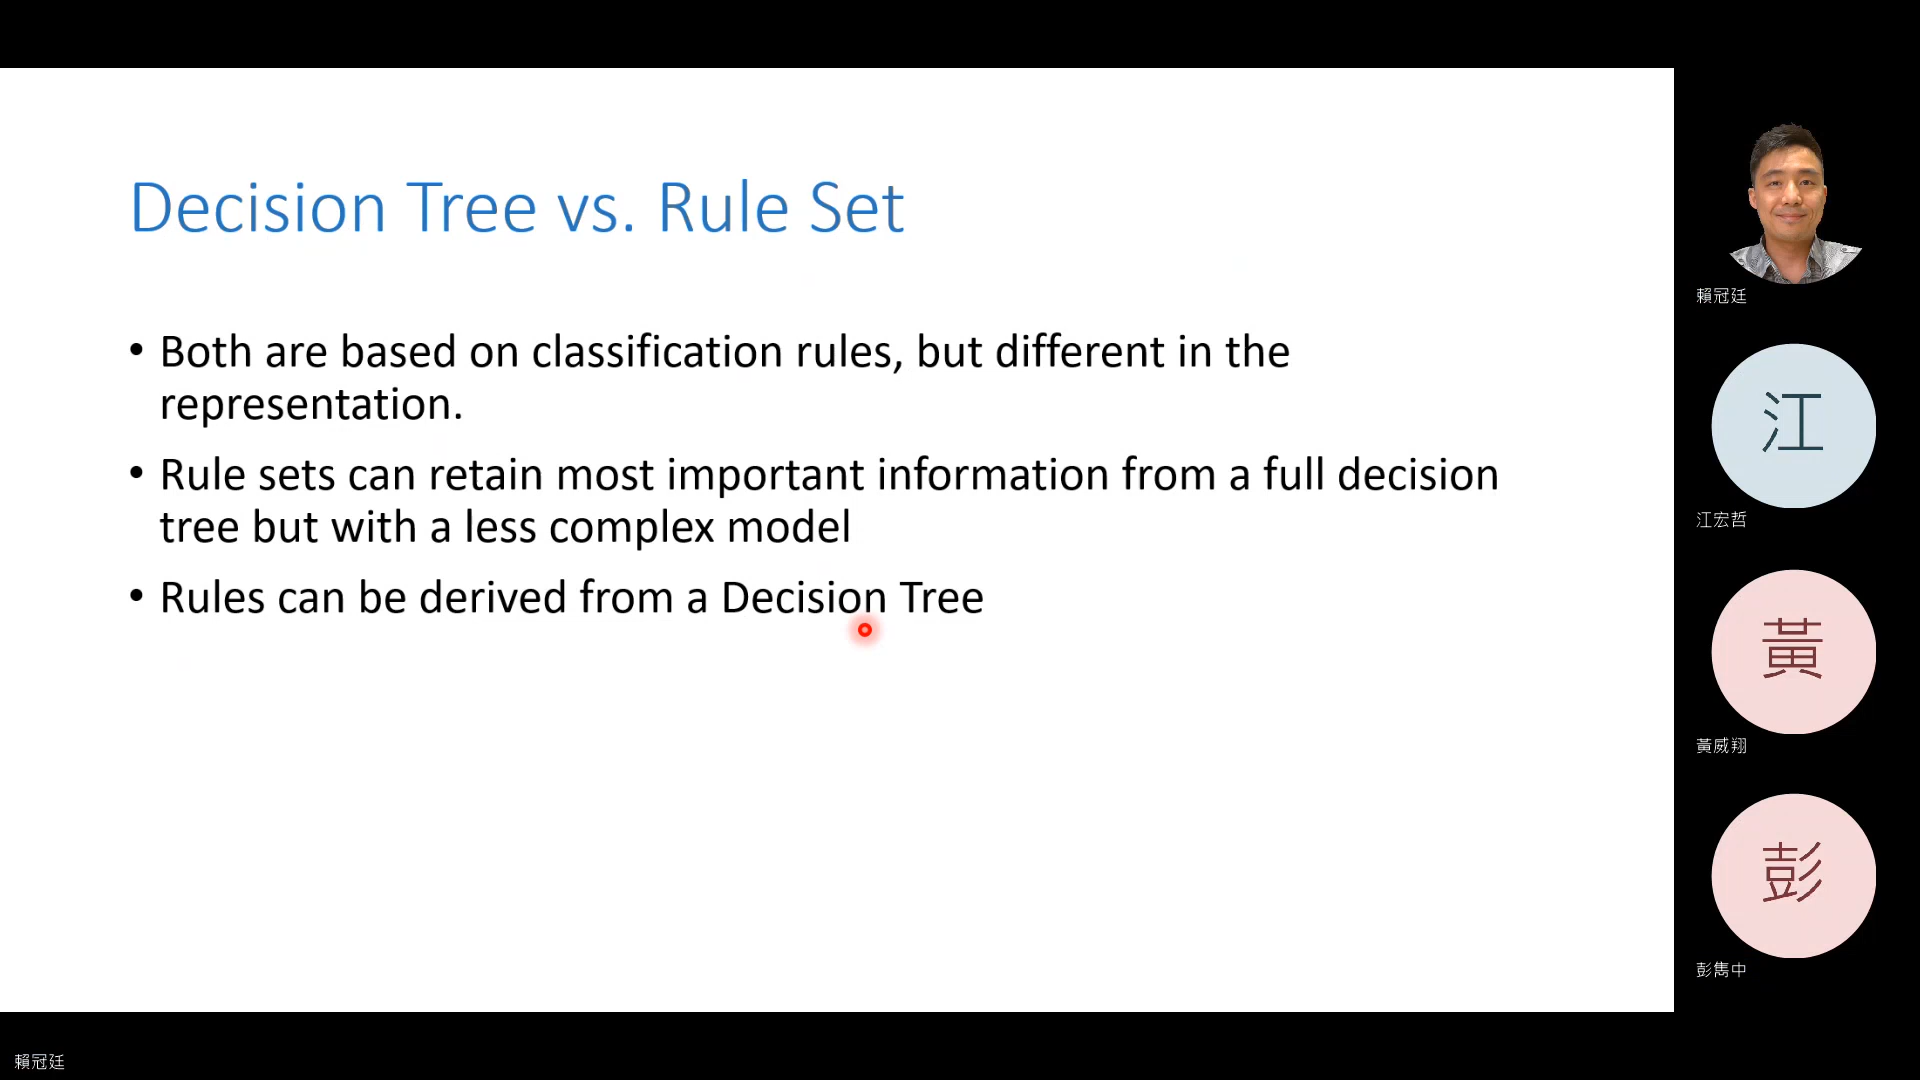 Decision Tree vs. Rule Set
• Both are based on classification rules, but different in the
representation.
• Rule sets can retain most important information from a full decision
tree but with a less complex model
• Rules can be derived from a Decision Tree
賴冠廷
江
江宏哲
黃
黃威翔
彭
彭雋中
賴冠廷